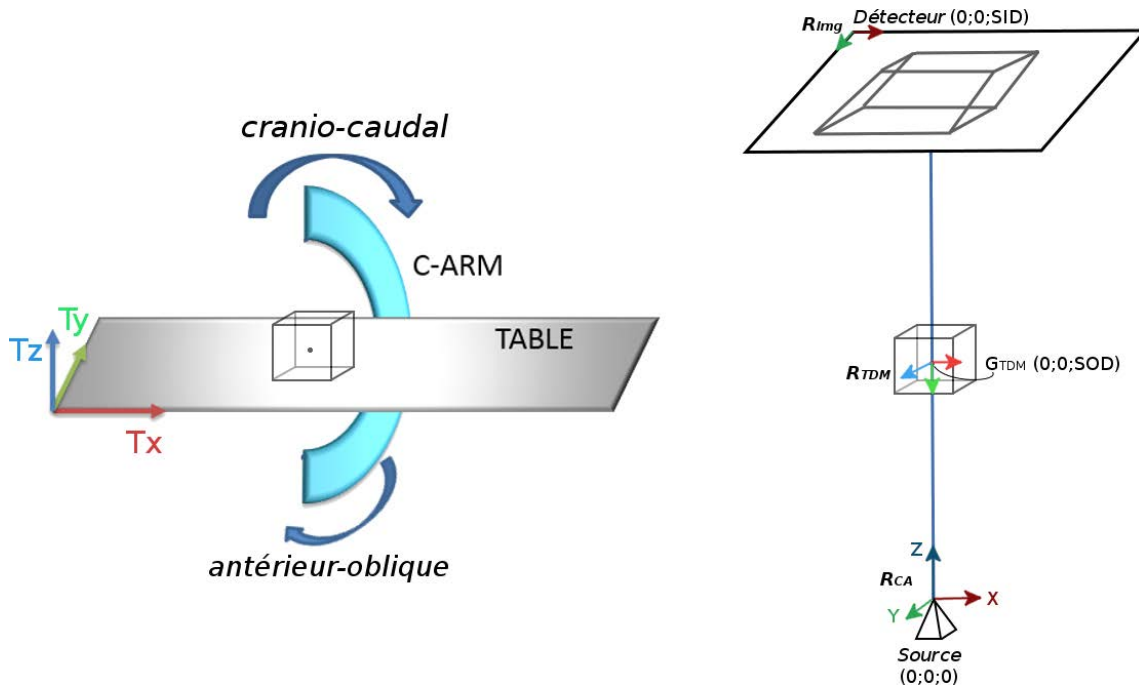 cranio-caudal
C-ARM
TABLE
Ty
Tz
Tx
antérieur-oblique
RImg
Détecteur (0;0;SID)
RTDM
GTDM (0;0;SOD)
Z
RCA
Y
X
Source
(0;0;0)